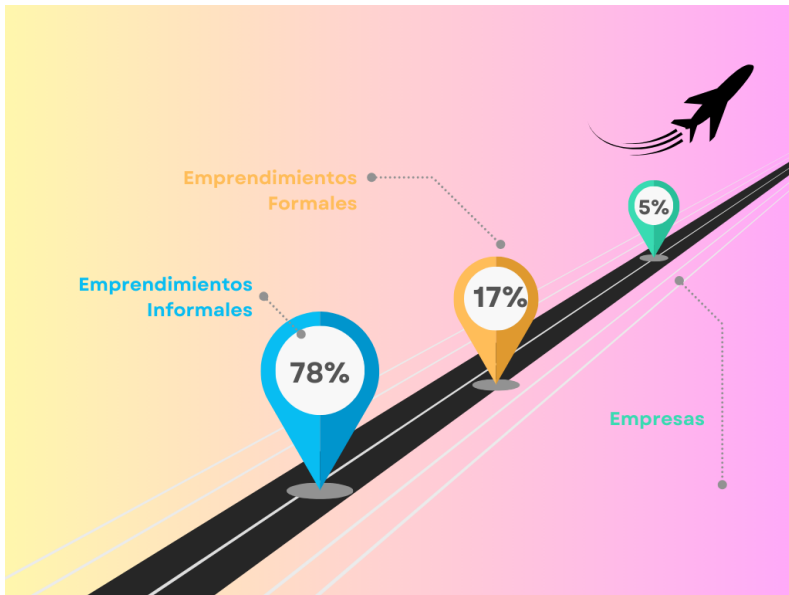 Emprendimientos
Formales
5%
17%
Emprendimientos
Informales
78%
Empresas